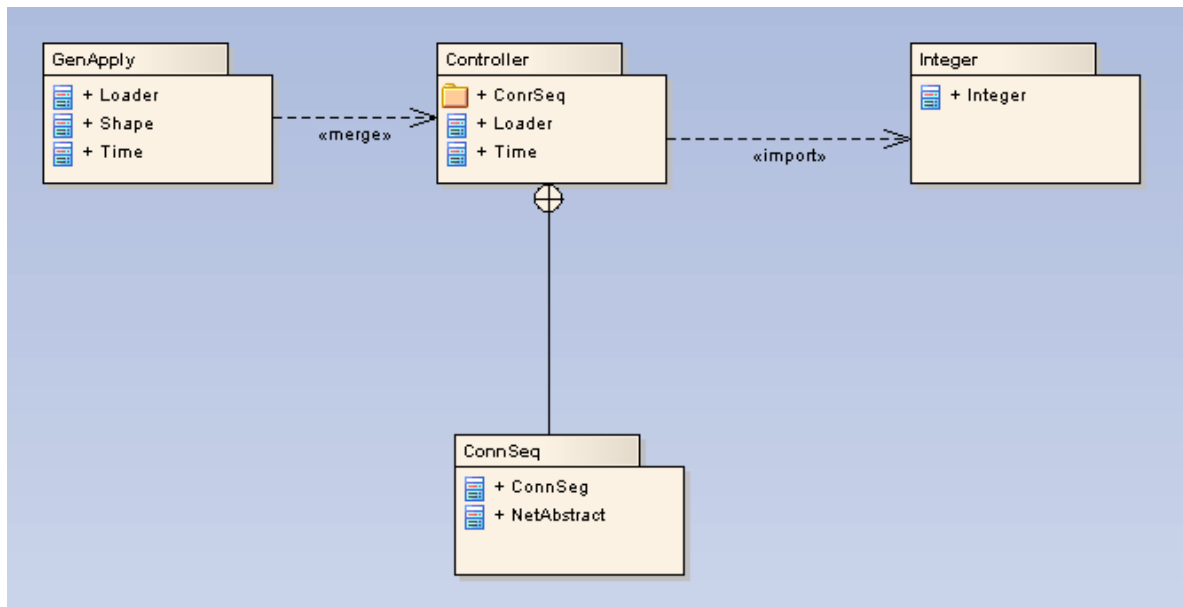 GenApply
+ Loader
+ Shape
+ Time
«merge»
Controller
+ ConrSeq
+ Loader
+ Time
«import»
Integer
+ Integer
ConnSeq
+ ConnSeg
+ NetAbstract